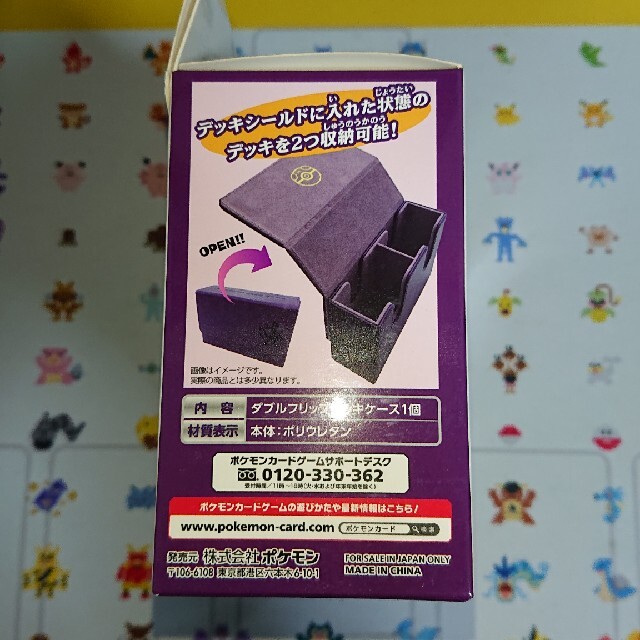 デッキシールドに入れた状態の
デッキを2つ収納可能!
OPEN!!
画面はイメージです。
実際の商品とは多少異なります。
内容 ダブルフリップ キケース1個
材質表示 本体:ポリウレタン
ポケモンカードゲームサポートデスク
0120-330-362
ポケモンカードゲームの遊びかたや最新情報はこちら!
www.pokemon-card.com ポケモンカード 検索
発売元 株式会社ポケモン
〒106-6108 東京都港区六本木6-10-1
FOR SALE IN JAPAN ONLY
MADE IN CHINA